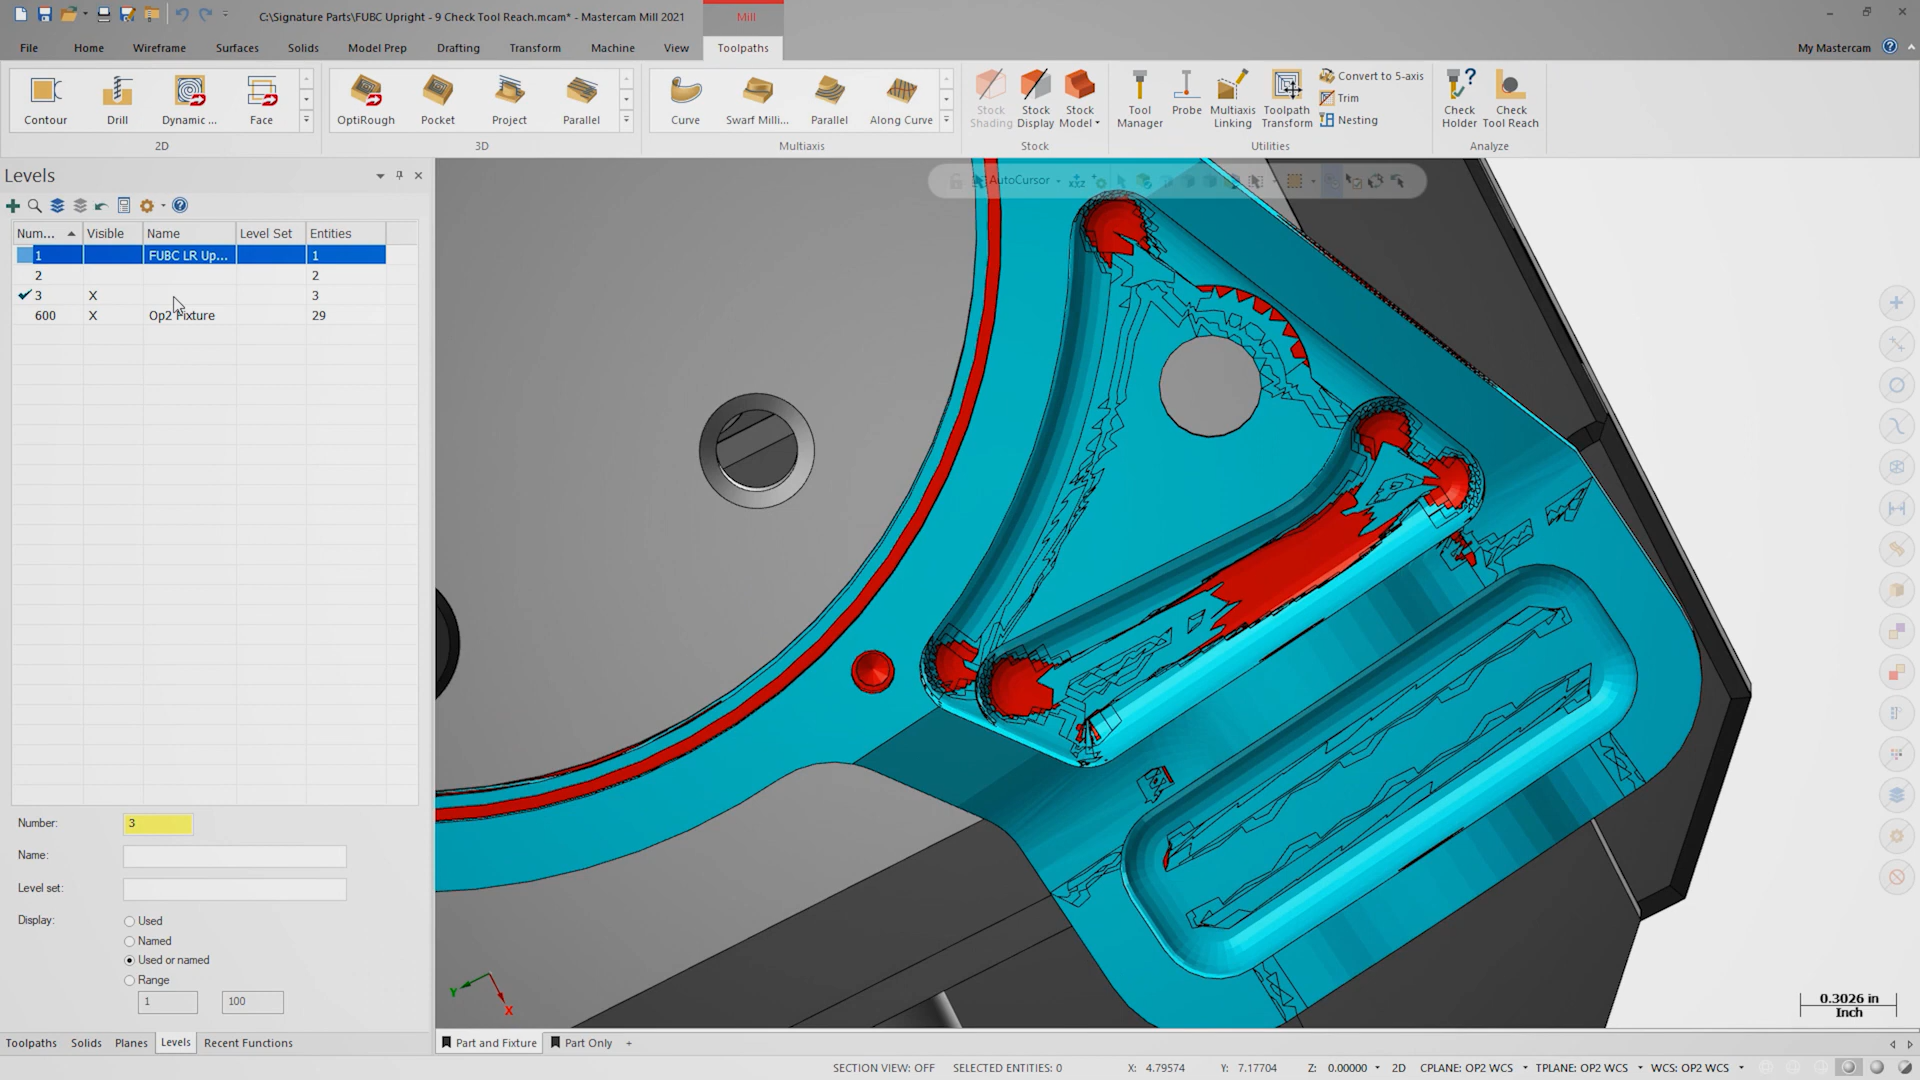 C:\Signature Parts\FUBC Upright - 9 Check Tool Reach.mcam* - Mastercam Mill 2021
Mill
File Home Wireframe Surfaces Solids Model Prep Drafting Transform Machine View Toolpaths My Mastercam
Contour Drill Dynamic ... Face OptiRough Pocket Project Parallel Curve Swarf Milli... Parallel Along Curve Stock Shading Stock Display Stock Model Tool Manager Probe Multiaxis Linking Toolpath Transform Convert to 5-axis Trim Nesting Check Holder Check Tool Reach
2D 3D Multiaxis Stock Utilities Analyze
Levels
AutoCursor
Num... Visible Name Level Set Entities
1 FUBC LR Up... 1
2 2
3 X 3
600 X Op2 Fixture 29
Number: 3
Name:
Level set:
Display: Used
Named
Used or named
Range
1 100
0.3026 in
Inch
Y
X
Toolpaths Solids Planes Levels Recent Functions Part and Fixture Part Only +
SECTION VIEW: OFF SELECTED ENTITIES: 0 X: 4.79574 Y: 7.17704 Z: 0.00000 2D CPLANE: OP2 WCS TPLANE: OP2 WCS WCS: OP2 WCS